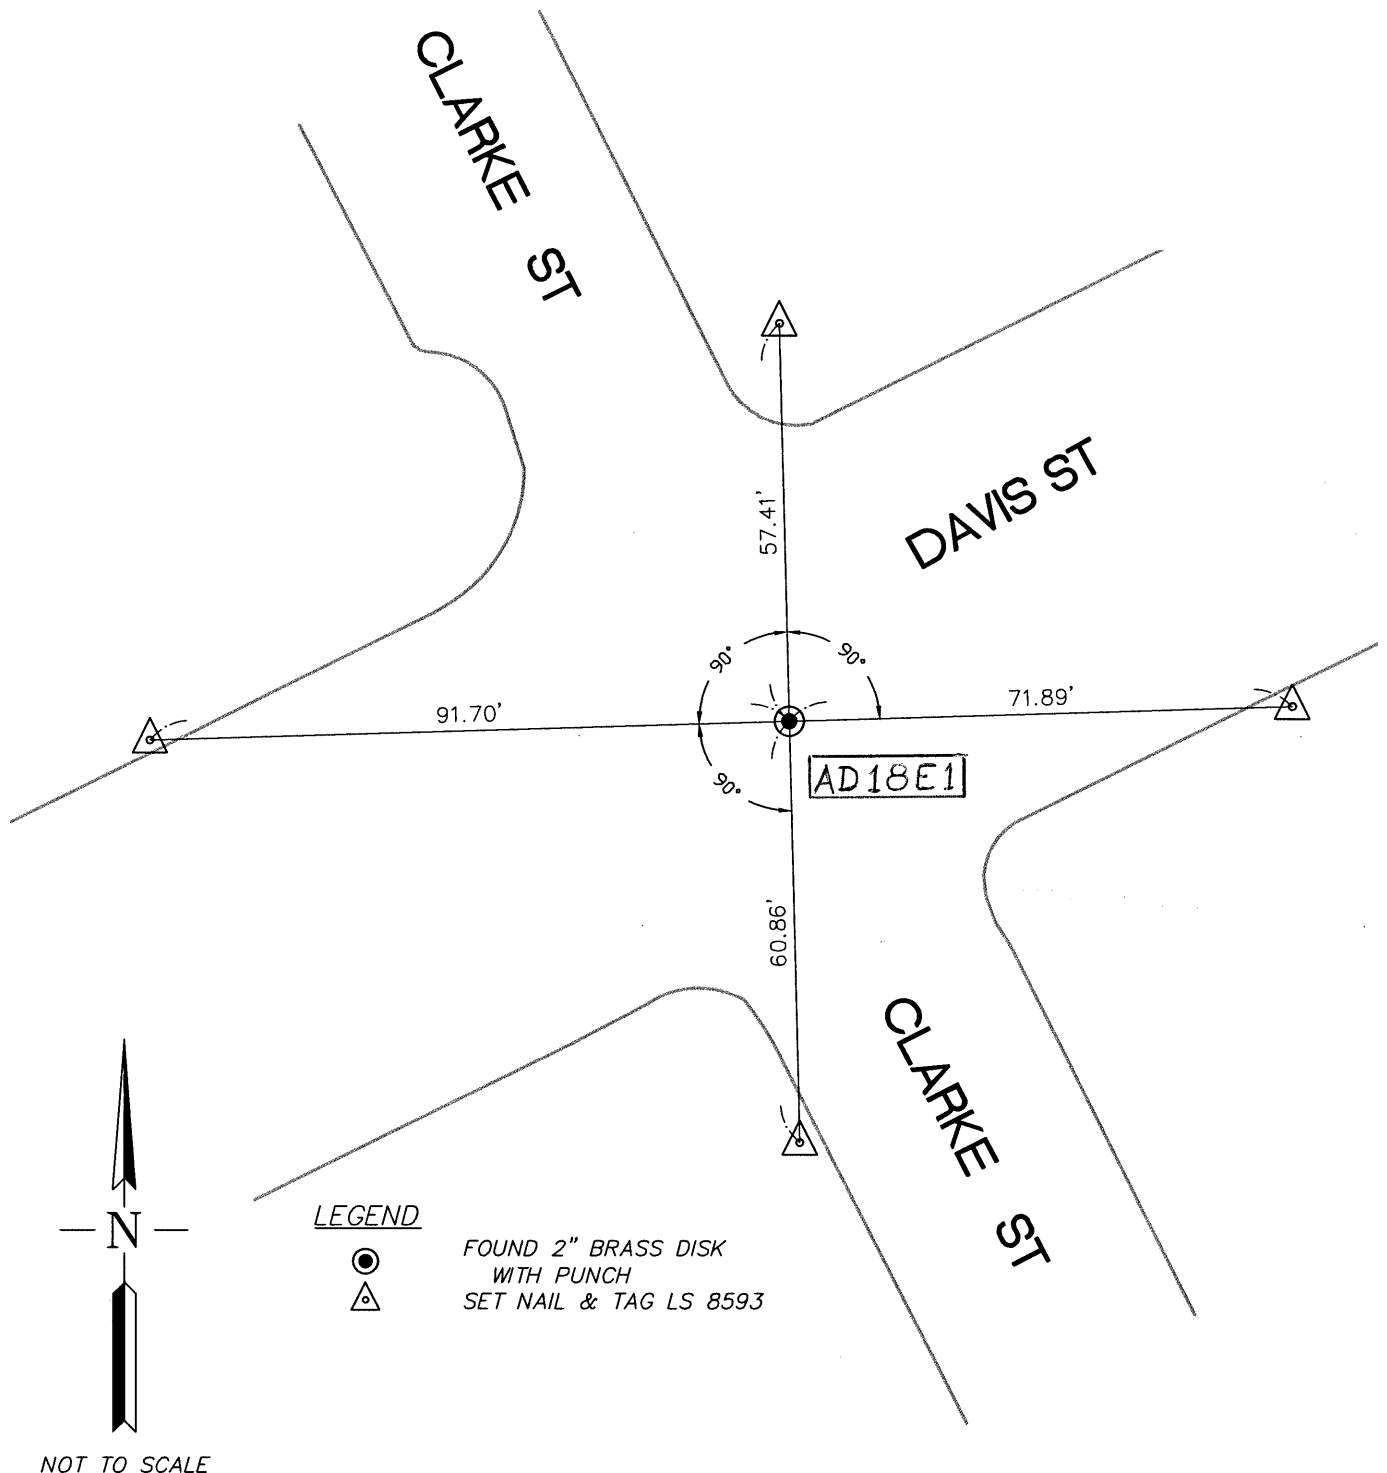 CLARKE ST
DAVIS ST
57.41'
90°
90°
91.70'
71.89'
90°
AD18E1
60.86'
CLARKE ST
N
NOT TO SCALE
LEGEND
FOUND 2" BRASS DISK
WITH PUNCH
SET NAIL & TAG LS 8593